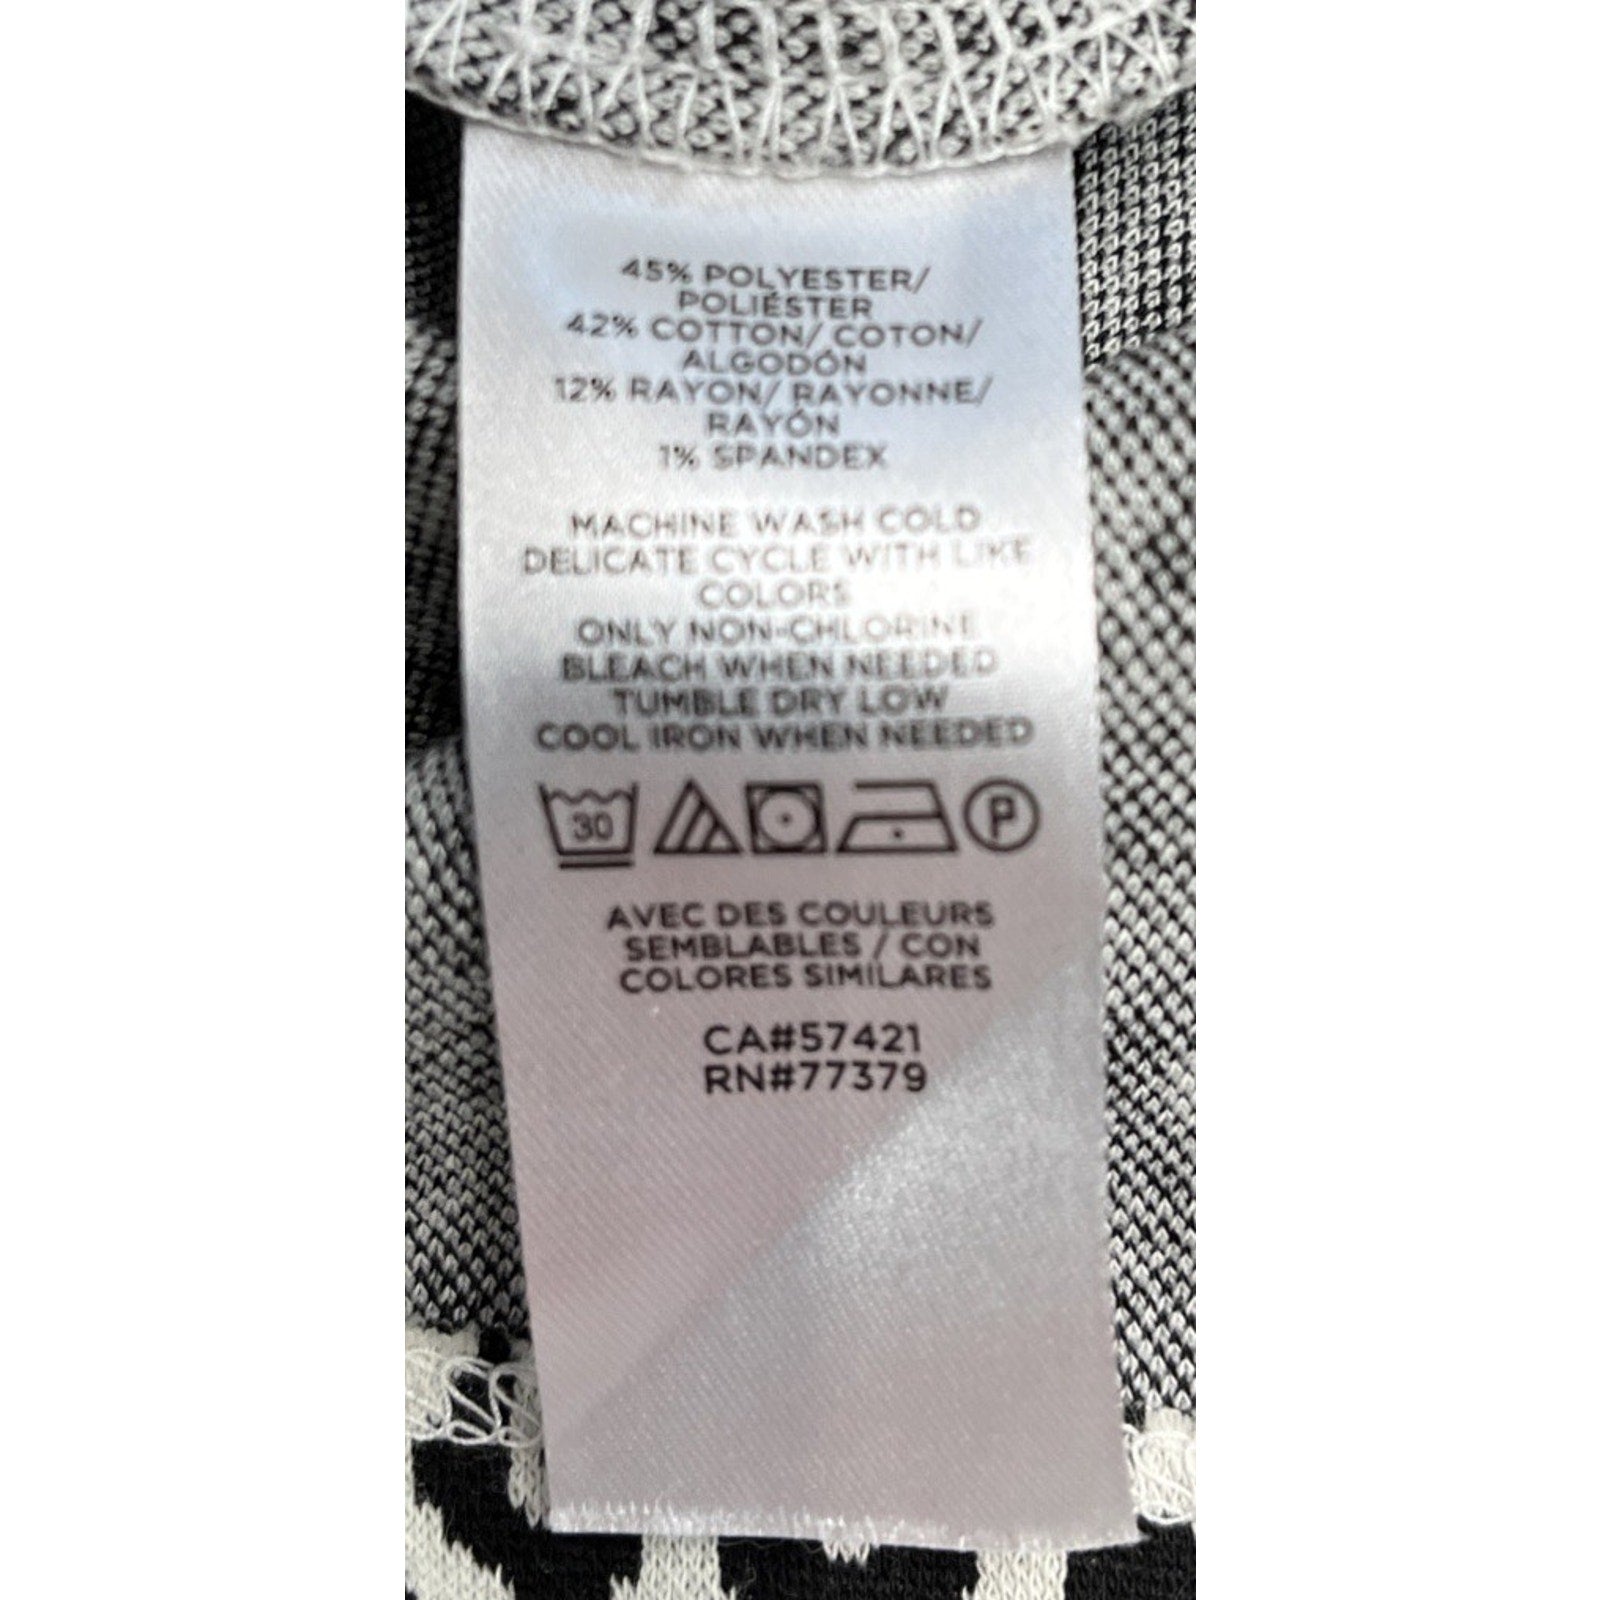 45% POLYESTER/
POLIÉSTER
42% COTTON/ COTON/
ALGODÓN
12% RAYON/ RAYONNE/
RAYÓN
1% SPANDEX
MACHINE WASH COLD
DELICATE CYCLE WITH LIKE
COLORS
ONLY NON-CHLORINE
BLEACH WHEN NEEDED
TUMBLE DRY LOW
COOL IRON WHEN NEEDED
30 P
AVEC DES COULEURS
SEMBLABLES / CON
COLORES SIMILARES
CA#57421
RN#77379